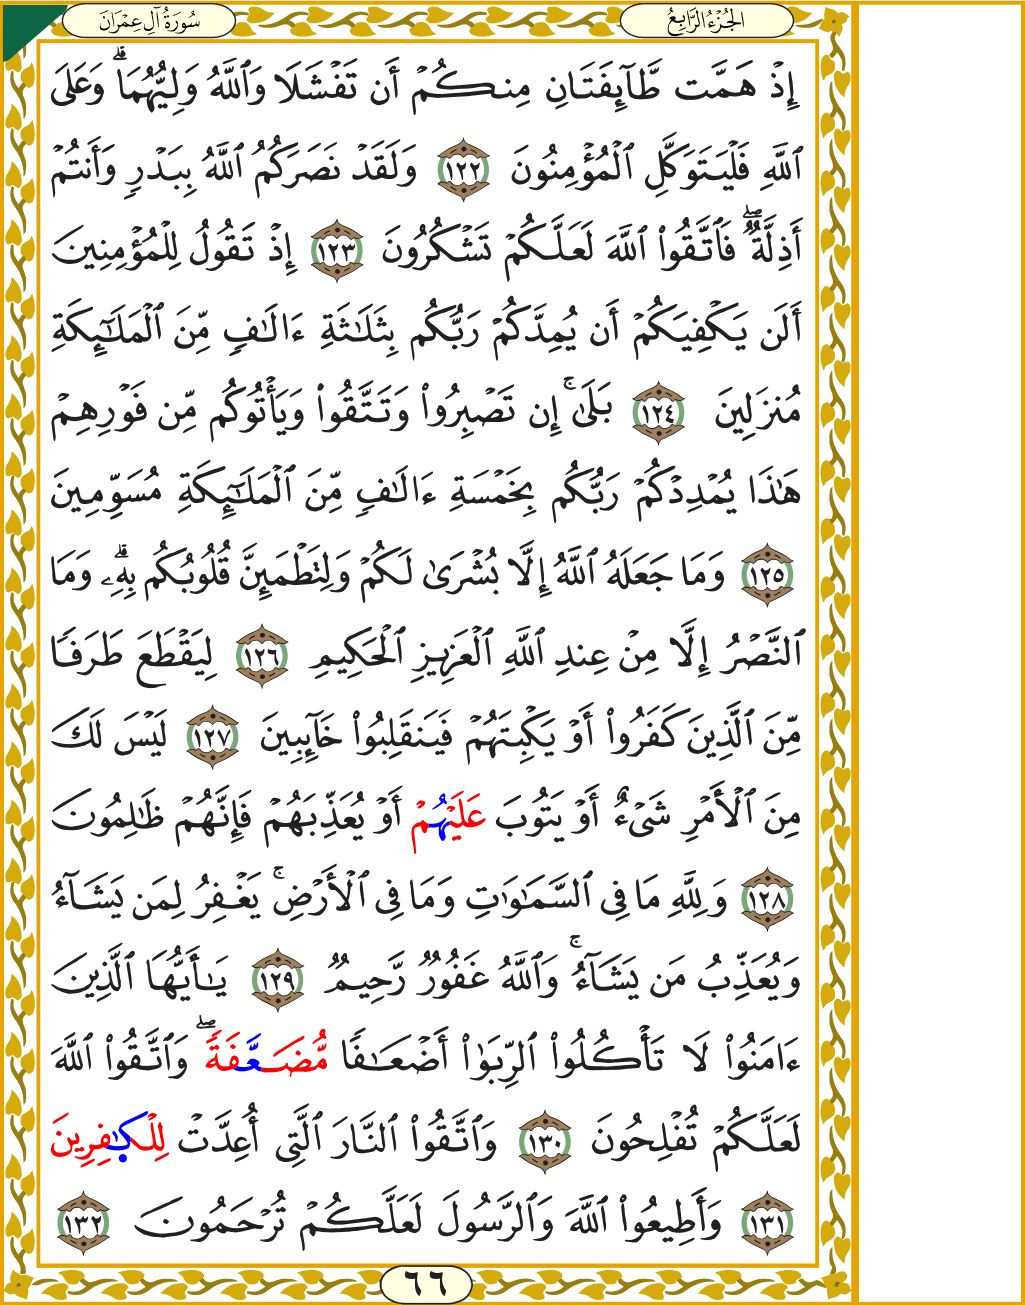 سُورَةُ آلِ عِمْرَانَ
الجُزْءُ الرَّابِعُ
إِذْ هَمَّت طَّآئِفَتَانِ مِنكُمْ أَن تَفْشَلَا وَٱللَّهُ وَلِيُّهُمَاۗ وَعَلَى
ٱللَّهِ فَلْيَتَوَكَّلِ ٱلْمُؤْمِنُونَ ١٢٢ وَلَقَدْ نَصَرَكُمُ ٱللَّهُ بِبَدْرٍ وَأَنتُمْ
أَذِلَّةٌۖ فَٱتَّقُوا۟ ٱللَّهَ لَعَلَّكُمْ تَشْكُرُونَ ١٢٣ إِذْ تَقُولُ لِلْمُؤْمِنِينَ
أَلَن يَكْفِيَكُمْ أَن يُمِدَّكُمْ رَبُّكُم بِثَلَٰثَةِ ءَالَٰفٍ مِّنَ ٱلْمَلَٰٓئِكَةِ
مُنزَلِينَ ١٢٤ بَلَىٰٓۚ إِن تَصْبِرُوا۟ وَتَتَّقُوا۟ وَيَأْتُوكُم مِّن فَوْرِهِمْ
هَٰذَا يُمْدِدْكُمْ رَبُّكُم بِخَمْسَةِ ءَالَٰفٍ مِّنَ ٱلْمَلَٰٓئِكَةِ مُسَوِّمِينَ
١٢٥ وَمَا جَعَلَهُ ٱللَّهُ إِلَّا بُشْرَىٰ لَكُمْ وَلِتَطْمَئِنَّ قُلُوبُكُم بِهِۦۗ وَمَا
ٱلنَّصْرُ إِلَّا مِنْ عِندِ ٱللَّهِ ٱلْعَزِيزِ ٱلْحَكِيمِ ١٢٦ لِيَقْطَعَ طَرَفًا
مِّنَ ٱلَّذِينَ كَفَرُوٓا۟ أَوْ يَكْبِتَهُمْ فَيَنقَلِبُوا۟ خَآئِبِينَ ١٢٧ لَيْسَ لَكَ
مِنَ ٱلْأَمْرِ شَىْءٌ أَوْ يَتُوبَ عَلَيْهُمْ أَوْ يُعَذِّبَهُمْ فَإِنَّهُمْ ظَٰلِمُونَ
١٢٨ وَلِلَّهِ مَا فِى ٱلسَّمَٰوَٰتِ وَمَا فِى ٱلْأَرْضِۚ يَغْفِرُ لِمَن يَشَآءُ
وَيُعَذِّبُ مَن يَشَآءُۚ وَٱللَّهُ غَفُورٌ رَّحِيمٌ ١٢٩ يَٰٓأَيُّهَا ٱلَّذِينَ
ءَامَنُوا۟ لَا تَأْكُلُوا۟ ٱلرِّبَوٰٓا۟ أَضْعَٰفًا مُّضَعَّفَةًۖ وَٱتَّقُوا۟ ٱللَّهَ
لَعَلَّكُمْ تُفْلِحُونَ ١٣٠ وَٱتَّقُوا۟ ٱلنَّارَ ٱلَّتِىٓ أُعِدَّتْ لِلْكَٰفِرِينَ
١٣١ وَأَطِيعُوا۟ ٱللَّهَ وَٱلرَّسُولَ لَعَلَّكُمْ تُرْحَمُونَ ١٣٢
٦٦